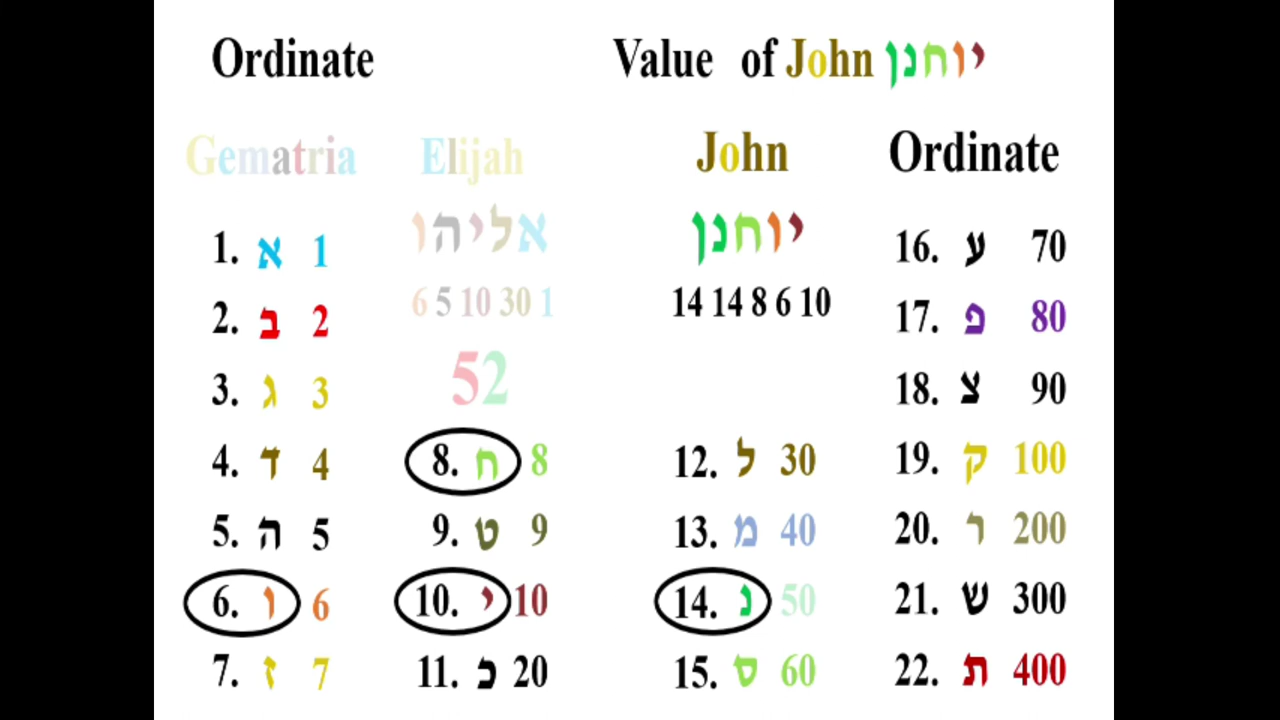 Ordinate Value of John יוחנן
Gematria Elijah John Ordinate
אליהו יוחנן
6 5 10 30 1 14 14 8 6 10
52
1. א 1
2. ב 2
3. ג 3
4. ד 4
5. ה 5
6. ו 6
7. ז 7
8. ח 8
9. ט 9
10. י 10
11. כ 20
12. ל 30
13. מ 40
14. נ 50
15. ס 60
16. ע 70
17. פ 80
18. צ 90
19. ק 100
20. ר 200
21. ש 300
22. ת 400